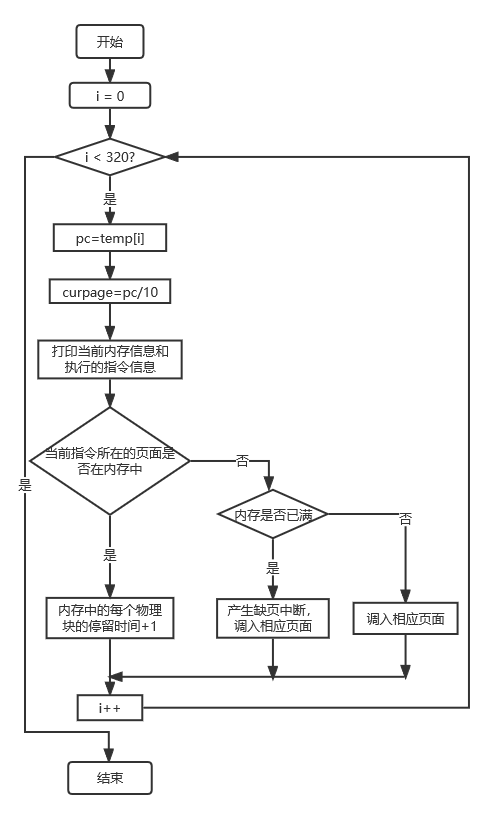 开始
i = 0
i < 320?
是
pc=temp[i]
curpage=pc/10
打印当前内存信息和
执行的指令信息
当前指令所在的页面是
否在内存中
否
是
内存是否已满
否
是
是
内存中的每个物理
块的停留时间+1
产生缺页中断，
调入相应页面
调入相应页面
i++
结束